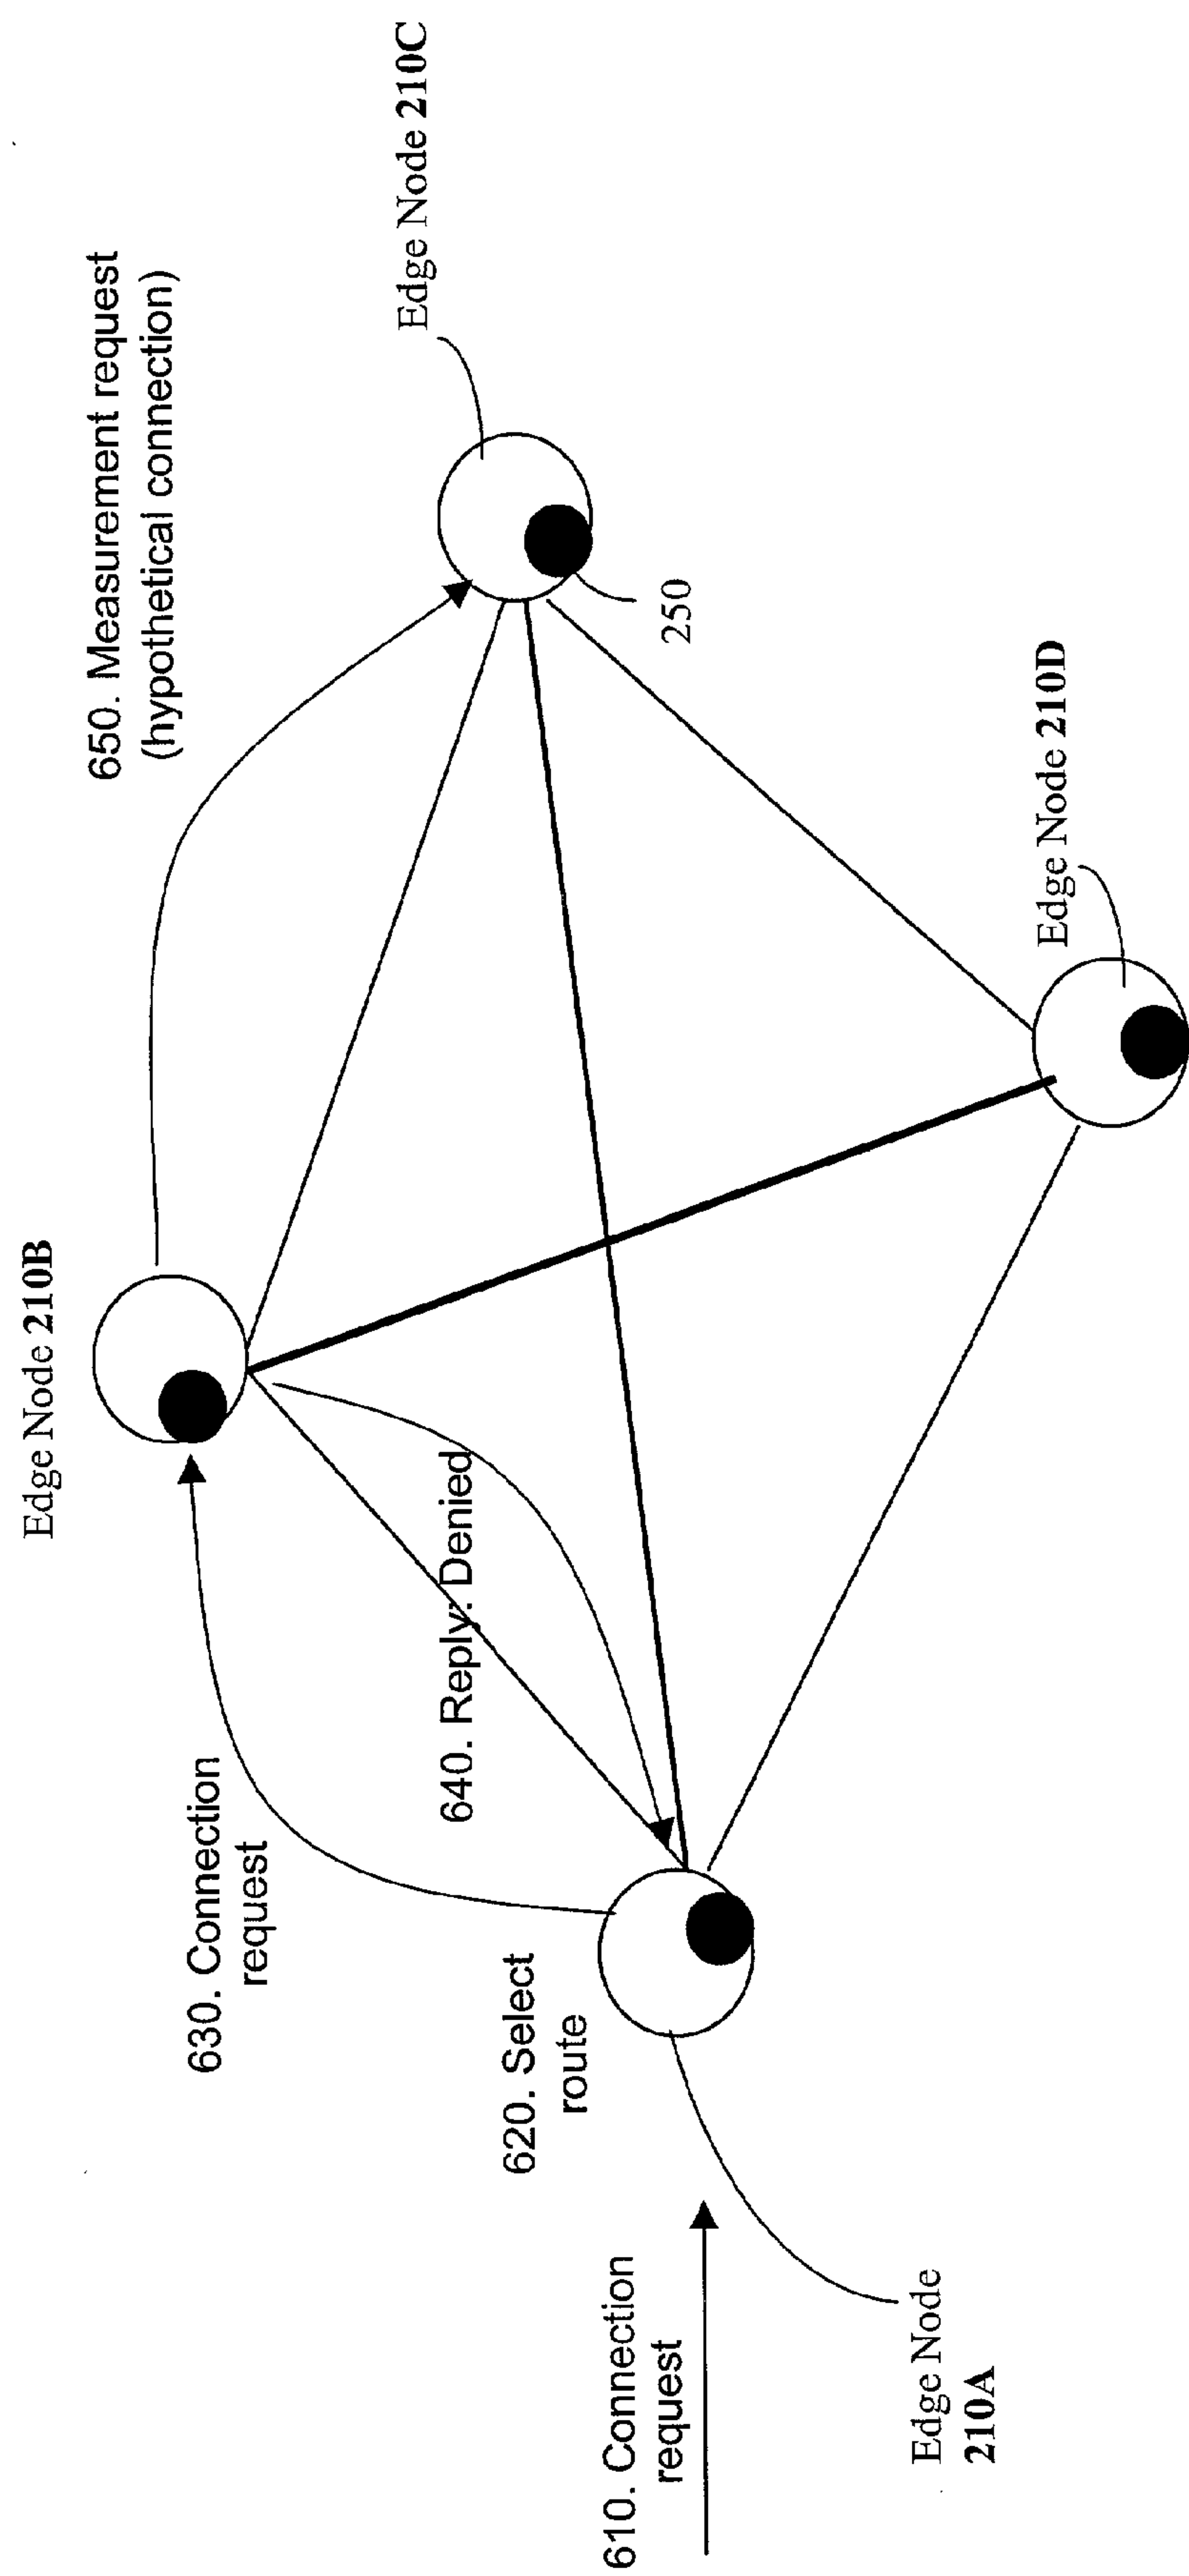 Edge Node 210B
650. Measurement request
(hypothetical connection)
Edge Node 210C
630. Connection
request
640. Reply: Denied
620. Select
route
250
610. Connection
request
Edge Node 210D
Edge Node
210A